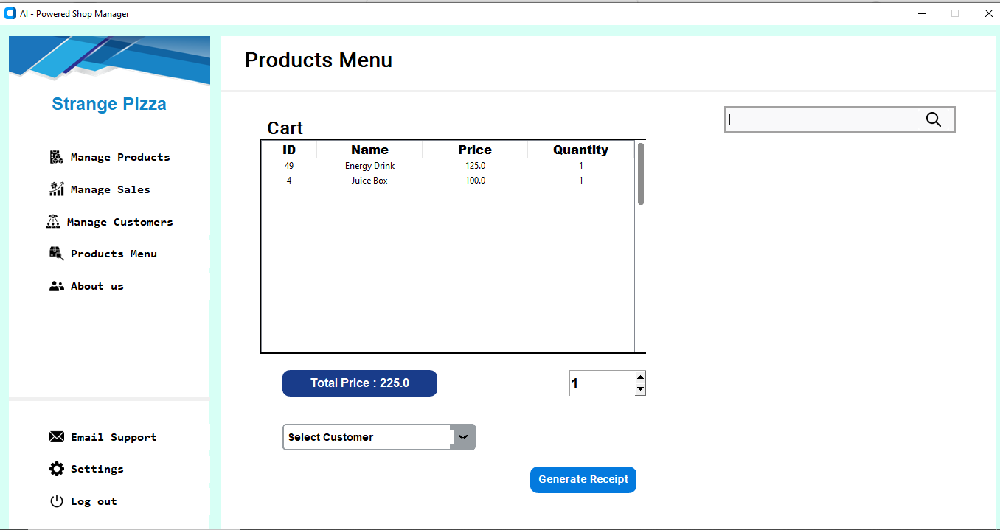 AI - Powered Shop Manager
Strange Pizza
Manage Products
Manage Sales
Manage Customers
Products Menu
About us
Email Support
Settings
Log out
Products Menu
Cart
ID Name Price Quantity
49 Energy Drink 125.0 1
4 Juice Box 100.0 1
Total Price : 225.0
1
Select Customer
Generate Receipt